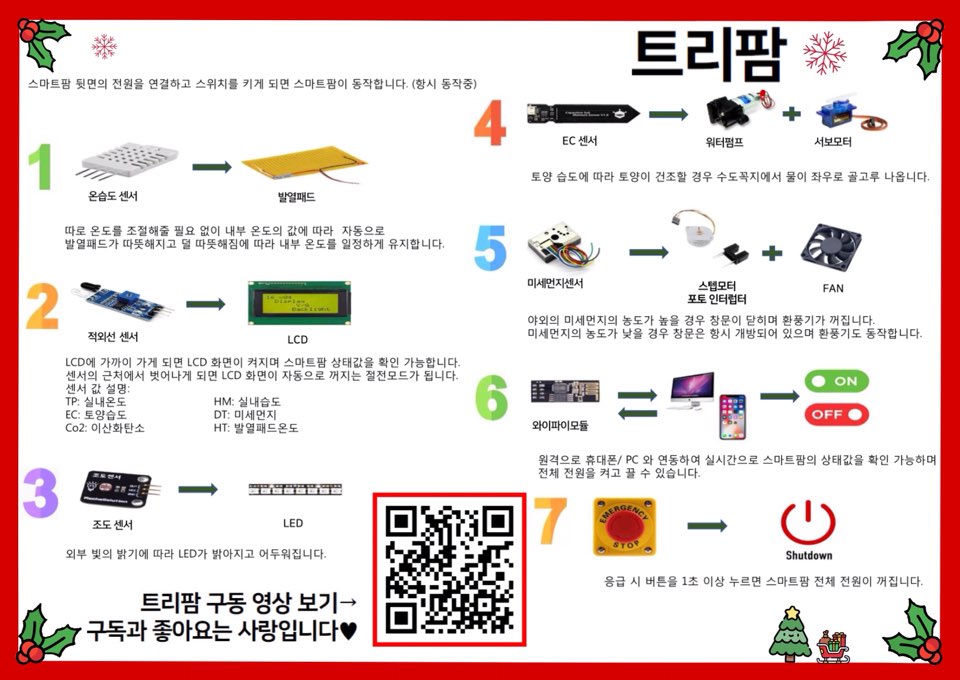 트리팜
스마트팜 뒷면의 전원을 연결하고 스위치를 키게 되면 스마트팜이 동작합니다. (항시 동작중)
1
온습도 센서
발열패드
따로 온도를 조절해줄 필요 없이 내부 온도의 값에 따라 자동으로
발열패드가 따뜻해지고 덜 따뜻해짐에 따라 내부 온도를 일정하게 유지합니다.
2
적외선 센서
LCD
LCD에 가까이 가게 되면 LCD 화면이 켜지며 스마트팜 상태값을 확인 가능합니다.
센서의 근처에서 벗어나게 되면 LCD 화면이 자동으로 꺼지는 절전모드가 됩니다.
센서 값 설명:
TP: 실내온도 HM: 실내습도
EC: 토양습도 DT: 미세먼지
Co2: 이산화탄소 HT: 발열패드온도
3
조도센서
조도 센서
LED
외부 빛의 밝기에 따라 LED가 밝아지고 어두워집니다.
트리팜 구동 영상 보기→
구독과 좋아요는 사랑입니다♥
4
EC 센서
워터펌프
서보모터
토양 습도에 따라 토양이 건조할 경우 수도꼭지에서 물이 좌우로 골고루 나옵니다.
5
미세먼지센서
스텝모터
포토 인터럽터
FAN
야외의 미세먼지의 농도가 높을 경우 창문이 닫히며 환풍기가 꺼집니다.
미세먼지의 농도가 낮을 경우 창문은 항시 개방되어 있으며 환풍기도 동작합니다.
6
와이파이모듈
ON
OFF
원격으로 휴대폰/ PC 와 연동하여 실시간으로 스마트팜의 상태값을 확인 가능하며
전체 전원을 켜고 끌 수 있습니다.
7
EMERGENCY
STOP
Shutdown
응급 시 버튼을 1초 이상 누르면 스마트팜 전체 전원이 꺼집니다.